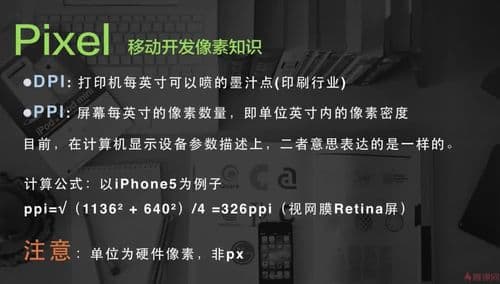 Pixel 移动开发像素知识
●DPI: 打印机每英寸可以喷的墨汁点(印刷行业)
●PPI: 屏幕每英寸的像素数量，即单位英寸内的像素密度
目前，在计算机显示设备参数描述上，二者意思表达的是一样的。
计算公式：以iPhone5为例子
ppi=√（1136² + 640²）/4 =326ppi（视网膜Retina屏）
注意：单位为硬件像素，非px
慕课网